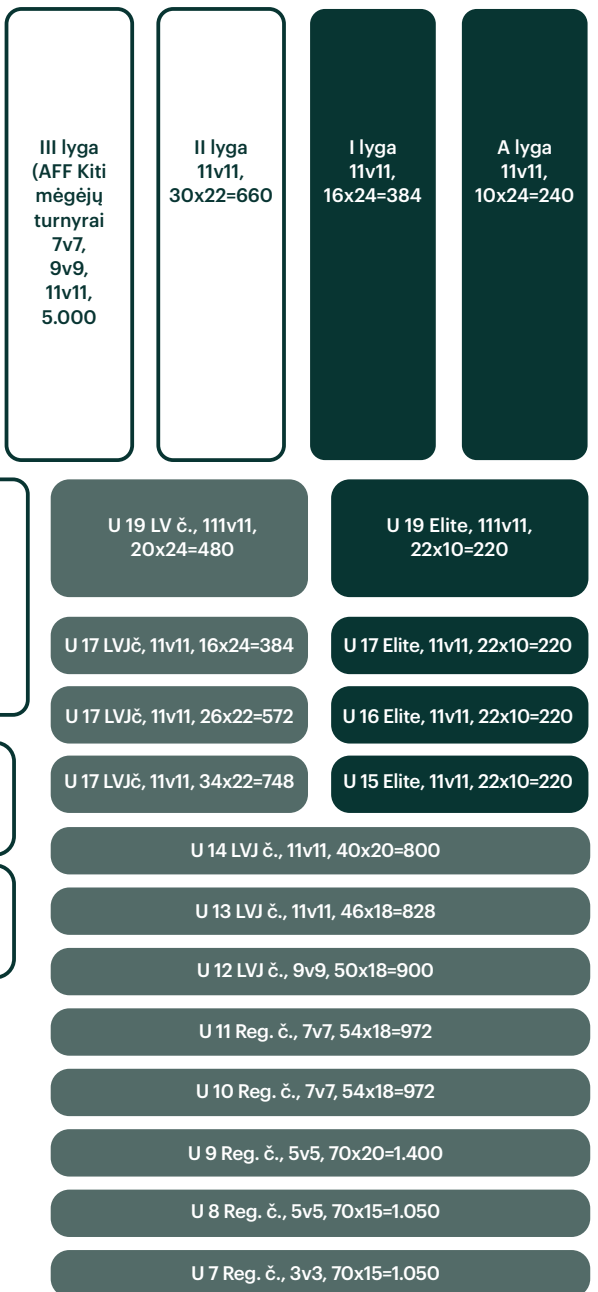 III lyga
(AFF Kiti
mėgėjų
turnyrai
7v7,
9v9,
11v11,
5.000
II lyga
11v11,
30x22=660
I lyga
11v11,
16x24=384
A lyga
11v11,
10x24=240
U 19 LV č., 111v11,
20x24=480
U 19 Elite, 111v11,
22x10=220
U 17 LVJč, 11v11, 16x24=384
U 17 Elite, 11v11, 22x10=220
U 17 LVJč, 11v11, 26x22=572
U 16 Elite, 11v11, 22x10=220
U 17 LVJč, 11v11, 34x22=748
U 15 Elite, 11v11, 22x10=220
U 14 LVJ č., 11v11, 40x20=800
U 13 LVJ č., 11v11, 46x18=828
U 12 LVJ č., 9v9, 50x18=900
U 11 Reg. č., 7v7, 54x18=972
U 10 Reg. č., 7v7, 54x18=972
U 9 Reg. č., 5v5, 70x20=1.400
U 8 Reg. č., 5v5, 70x15=1.050
U 7 Reg. č., 3v3, 70x15=1.050